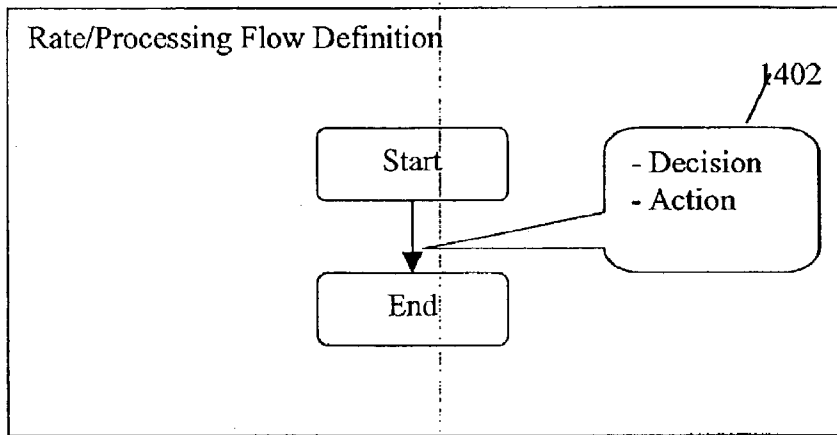 Rate/Processing Flow Definition
1402
Start
- Decision
- Action
End